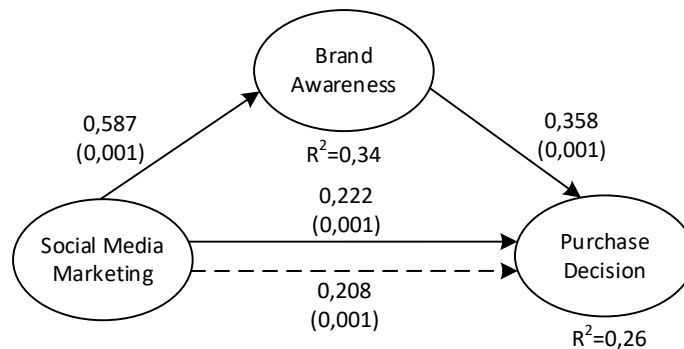 Brand
Awareness
0,587
(0,001)
0,358
(0,001)
R²=0,34
0,222
(0,001)
Social Media
Marketing
Purchase
Decision
0,208
(0,001)
R²=0,26